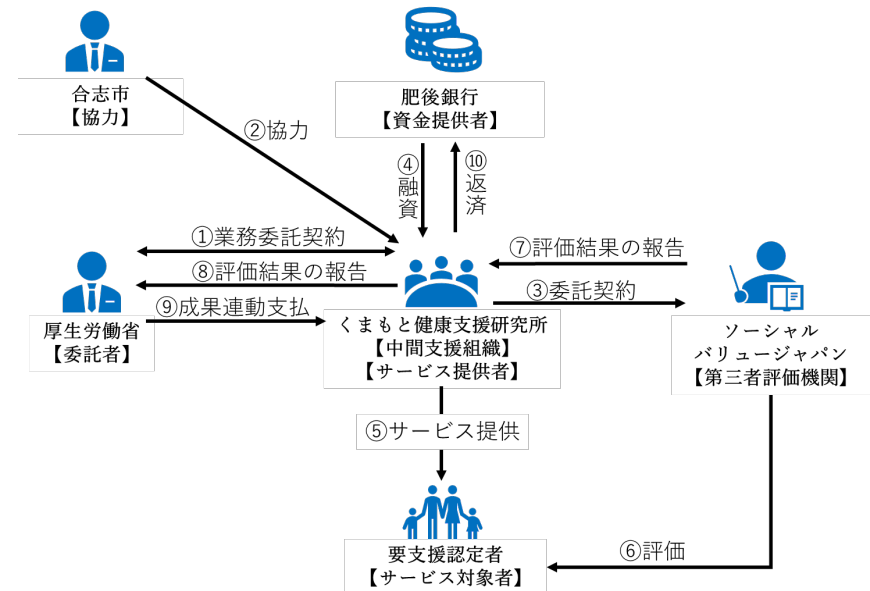 合志市
【協力】
肥後銀行
【資金提供者】
②協力
④融資
⑩返済
①業務委託契約
⑦評価結果の報告
⑧評価結果の報告
③委託契約
⑨成果連動支払
厚生労働省
【委託者】
くまもと健康支援研究所
【中間支援組織】
【サービス提供者】
ソーシャル
バリュージャパン
【第三者評価機関】
⑤サービス提供
要支援認定者
【サービス対象者】
⑥評価